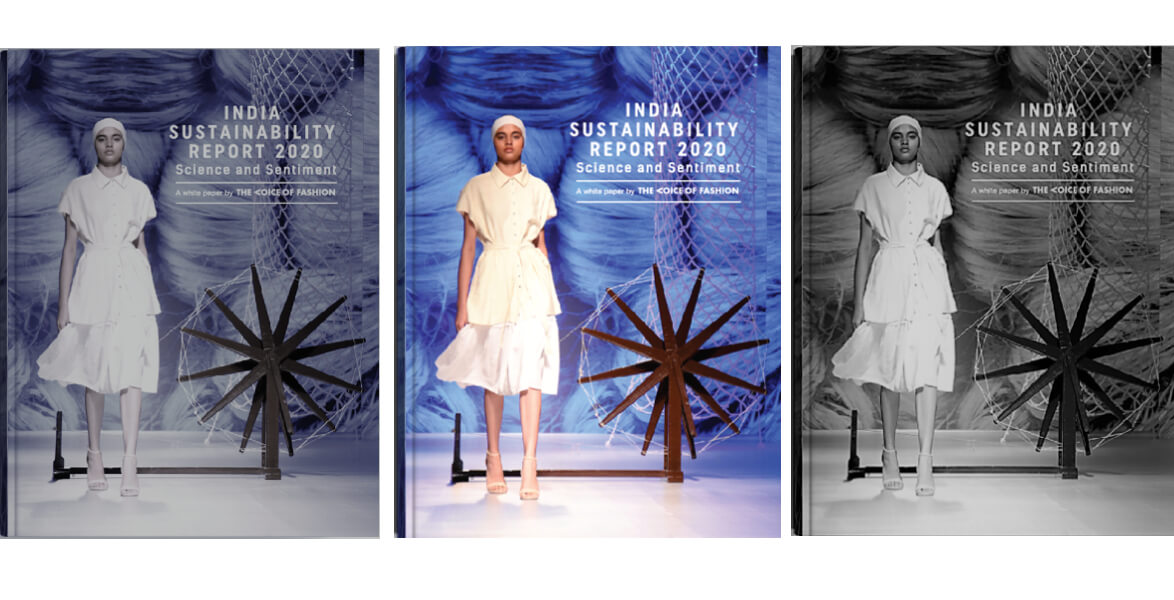 INDIA
SUSTAINABILITY
REPORT 2020
Science and Sentiment
A white paper by THE VOICE OF FASHION
INDIA
SUSTAINABILITY
REPORT 2020
Science and Sentiment
A white paper by THE VOICE OF FASHION
INDIA
SUSTAINABILITY
REPORT 2020
Science and Sentiment
A white paper by THE VOICE OF FASHION